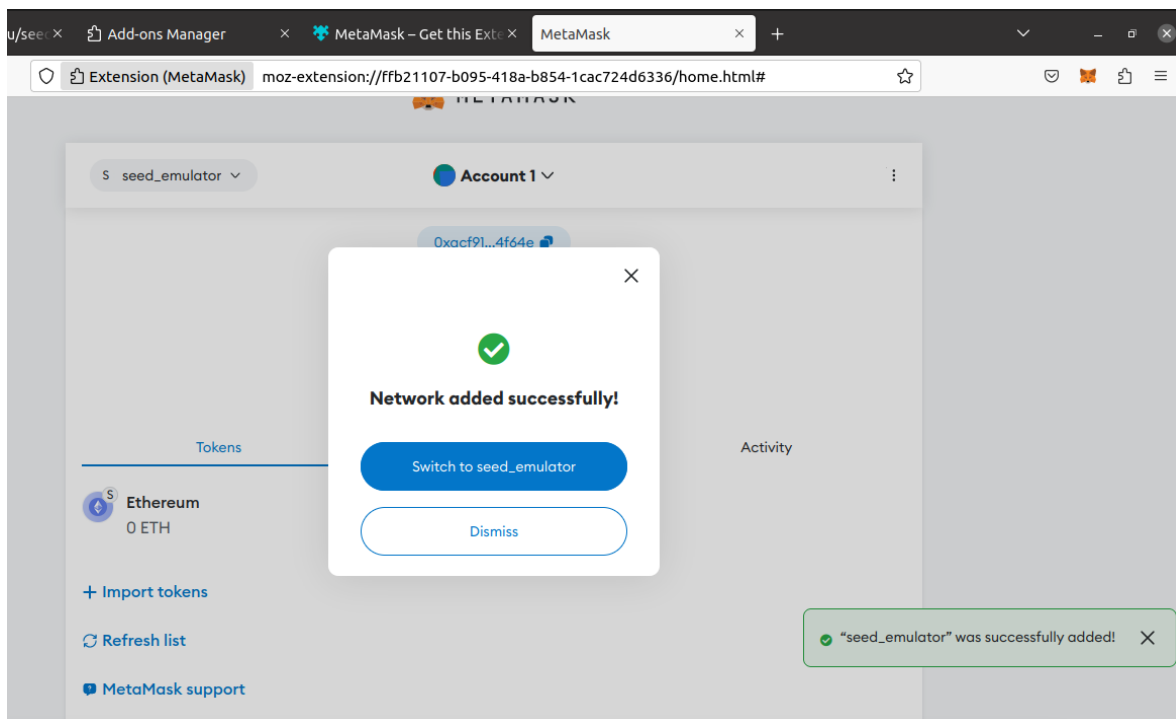 u/see
Add-ons Manager
MetaMask – Get this Exte
MetaMask
Extension (MetaMask)
moz-extension://ffb21107-b095-418a-b854-1cac724d6336/home.html#
METAMASK
S seed_emulator
Account 1
0xacf91...4f64e
Network added successfully!
Tokens
Activity
Switch to seed_emulator
S
Ethereum
0 ETH
Dismiss
+ Import tokens
Refresh list
"seed_emulator" was successfully added!
MetaMask support